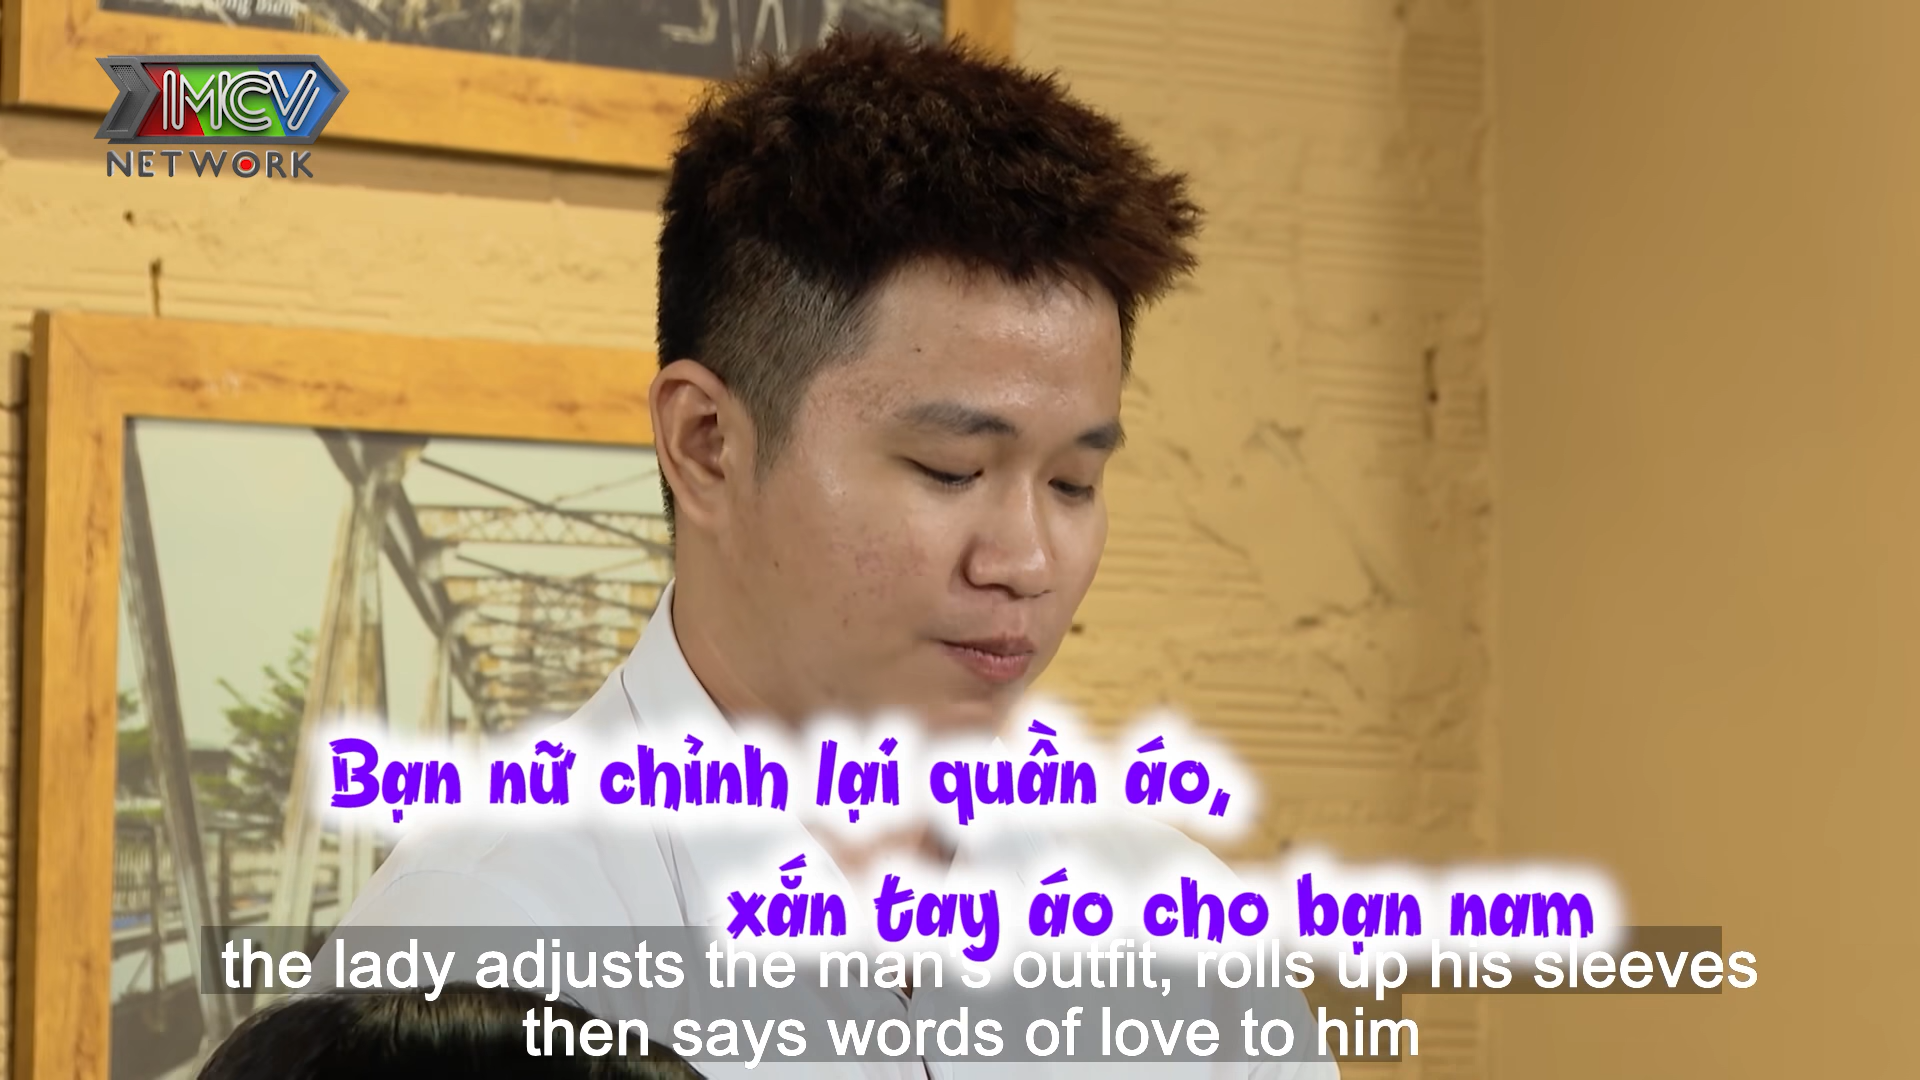 MCV
NETWORK
Bạn nữ chỉnh lại quần áo,
xắn tay áo cho bạn nam
the lady adjusts the man's outfit, rolls up his sleeves
then says words of love to him